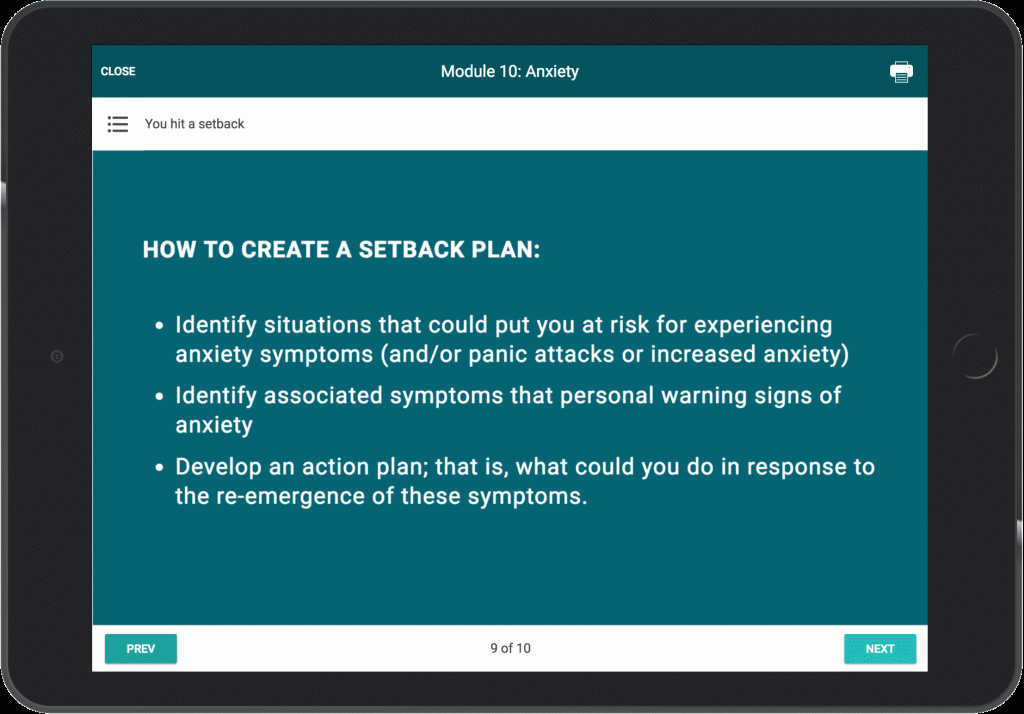 CLOSE
Module 10: Anxiety
You hit a setback
HOW TO CREATE A SETBACK PLAN:
• Identify situations that could put you at risk for experiencing
anxiety symptoms (and/or panic attacks or increased anxiety)
• Identify associated symptoms that personal warning signs of
anxiety
• Develop an action plan; that is, what could you do in response to
the re-emergence of these symptoms.
PREV
9 of 10
NEXT